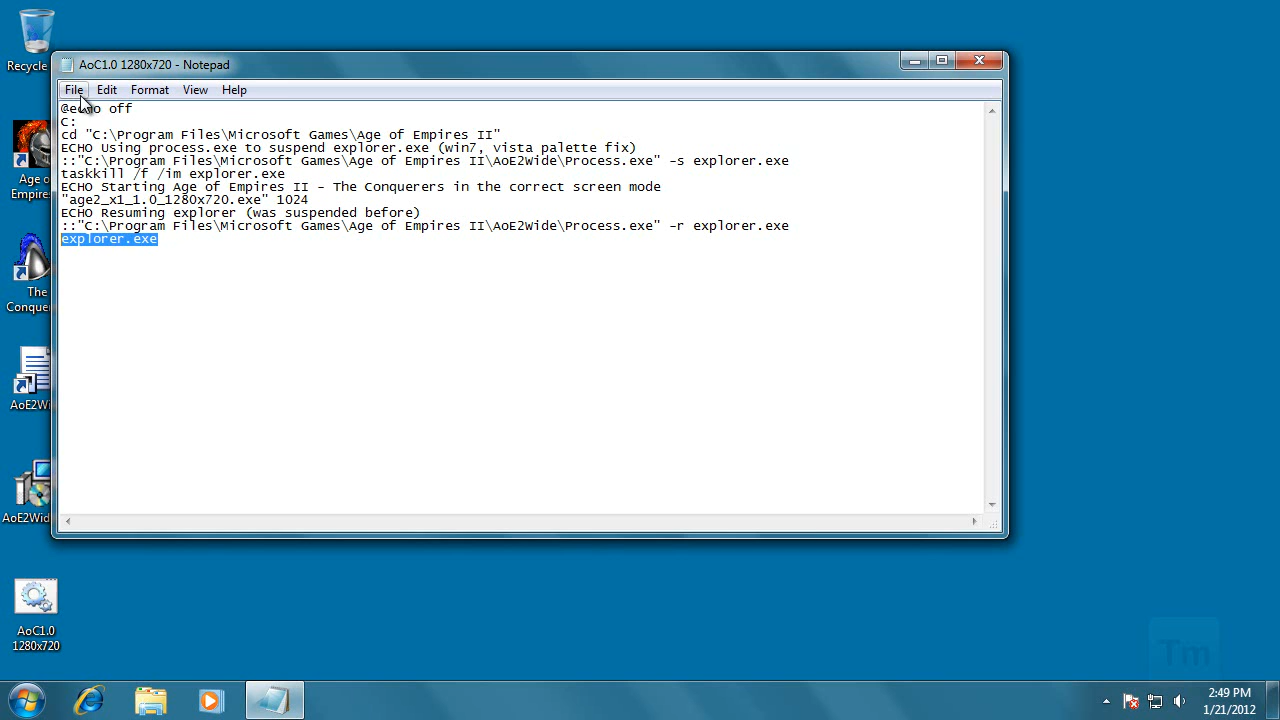 Recycle
AoC1.0 1280x720 - Notepad
File Edit Format View Help
@echo off
C:
cd "C:\Program Files\Microsoft Games\Age of Empires II"
ECHO Using process.exe to suspend explorer.exe (win7, vista palette fix)
::"C:\Program Files\Microsoft Games\Age of Empires II\AoE2Wide\Process.exe" -s explorer.exe
taskkill /f /im explorer.exe
ECHO Starting Age of Empires II - The Conquerers in the correct screen mode
"age2_x1_1.0_1280x720.exe" 1024
ECHO Resuming explorer (was suspended before)
::"C:\Program Files\Microsoft Games\Age of Empires II\AoE2Wide\Process.exe" -r explorer.exe
explorer.exe
Age o
Empires
The
Conquer
AoE2Wi
AoE2Wid
AoC1.0
1280x720
Tm
2:49 PM
1/21/2012